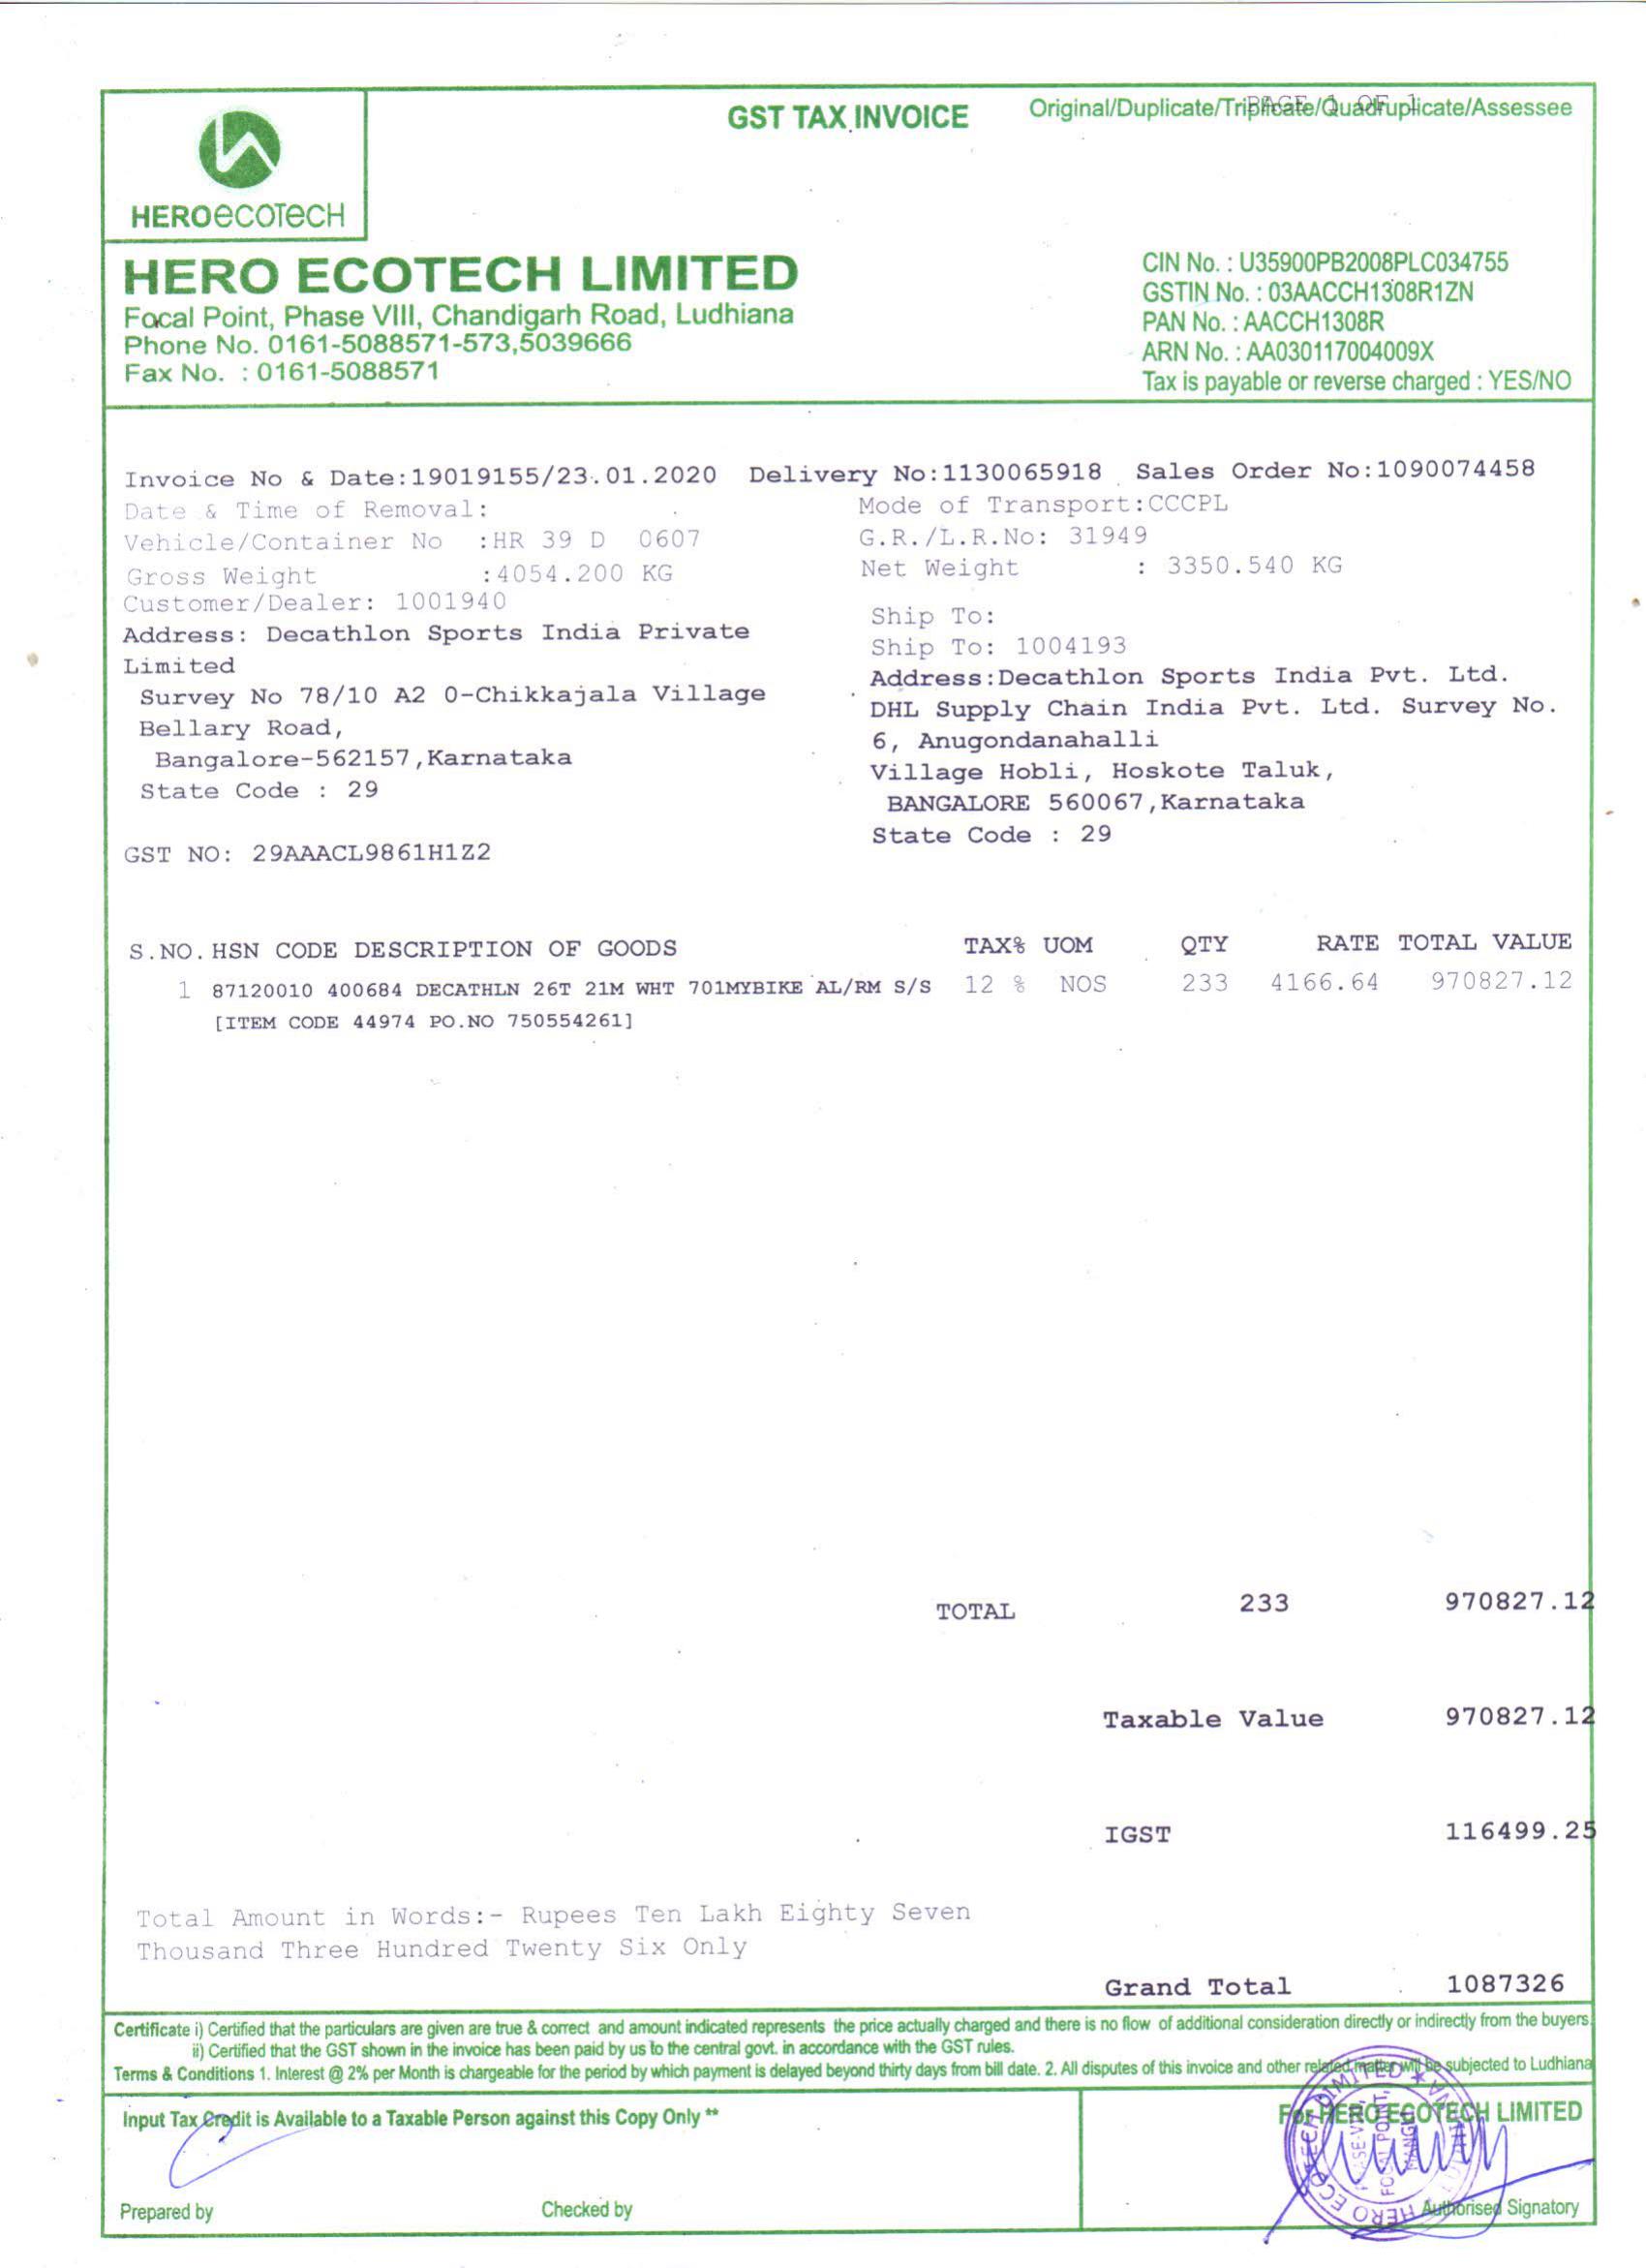 GST TAX INVOICE
Original/Duplicate/Triplicate/Quadruplicate/Assessee
PAGE 1 OF 1
HEROecoTecH
HERO ECOTECH LIMITED
Focal Point, Phase VIII, Chandigarh Road, Ludhiana
Phone No. 0161-5088571-573,5039666
Fax No. : 0161-5088571
CIN No. : U35900PB2008PLC034755
GSTIN No. : 03AACCH1308R1ZN
PAN No. : AACCH1308R
ARN No. : AA030117004009X
Tax is payable or reverse charged : YES/NO
Invoice No & Date:19019155/23.01.2020 Delivery No:1130065918 Sales Order No:1090074458
Date & Time of Removal:
Vehicle/Container No :HR 39 D 0607
Gross Weight :4054.200 KG
Customer/Dealer: 1001940
Address: Decathlon Sports India Private
Limited
Survey No 78/10 A2 0-Chikkajala Village
Bellary Road,
Bangalore-562157,Karnataka
State Code : 29
GST NO: 29AAACL9861H1Z2
Mode of Transport:CCCPL
G.R./L.R.No: 31949
Net Weight : 3350.540 KG
Ship To:
Ship To: 1004193
Address:Decathlon Sports India Pvt. Ltd.
DHL Supply Chain India Pvt. Ltd. Survey No.
6, Anugondanahalli
Village Hobli, Hoskote Taluk,
BANGALORE 560067,Karnataka
State Code : 29
S.NO. HSN CODE DESCRIPTION OF GOODS TAX% UOM QTY RATE TOTAL VALUE
1 87120010 400684 DECATHLN 26T 21M WHT 701MYBIKE AL/RM S/S 12 % NOS 233 4166.64 970827.12
[ITEM CODE 44974 PO.NO 750554261]
TOTAL 233 970827.12
Taxable Value 970827.12
IGST 116499.25
Total Amount in Words:- Rupees Ten Lakh Eighty Seven
Thousand Three Hundred Twenty Six Only
Grand Total 1087326
Certificate i) Certified that the particulars are given are true & correct and amount indicated represents the price actually charged and there is no flow of additional consideration directly or indirectly from the buyers.
ii) Certified that the GST shown in the invoice has been paid by us to the central govt. in accordance with the GST rules.
Terms & Conditions 1. Interest @ 2% per Month is chargeable for the period by which payment is delayed beyond thirty days from bill date. 2. All disputes of this invoice and other related matter will be subjected to Ludhiana
Input Tax Credit is Available to a Taxable Person against this Copy Only **
For HERO ECOTECH LIMITED
HERO ECOTECH LIMITED
FOCAL POINT,
Prepared by
Checked by
Authorised Signatory